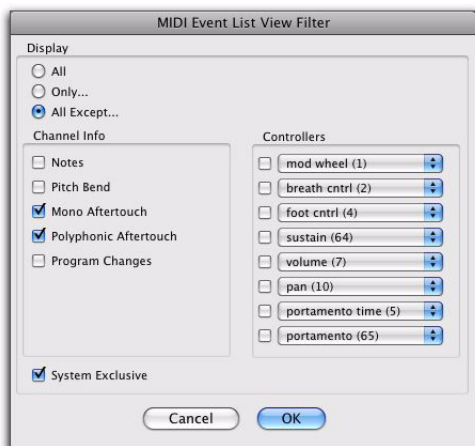 MIDI Event List View Filter
Display
All
Only...
All Except...
Channel Info
Notes
Pitch Bend
Mono Aftertouch
Polyphonic Aftertouch
Program Changes
Controllers
mod wheel (1)
breath cntrl (2)
foot cntrl (4)
sustain (64)
volume (7)
pan (10)
portamento time (5)
portamento (65)
System Exclusive
Cancel
OK